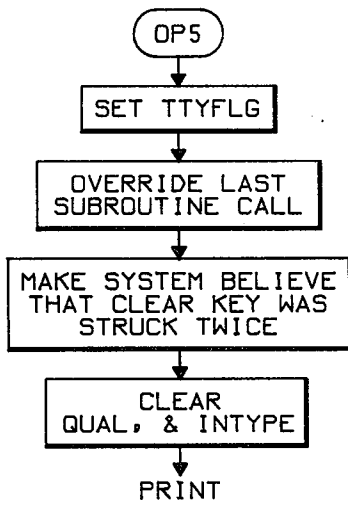 OP5
SET TTYFLG
OVERRIDE LAST
SUBROUTINE CALL
MAKE SYSTEM BELIEVE
THAT CLEAR KEY WAS
STRUCK TWICE
CLEAR
QUAL, & INTYPE
PRINT